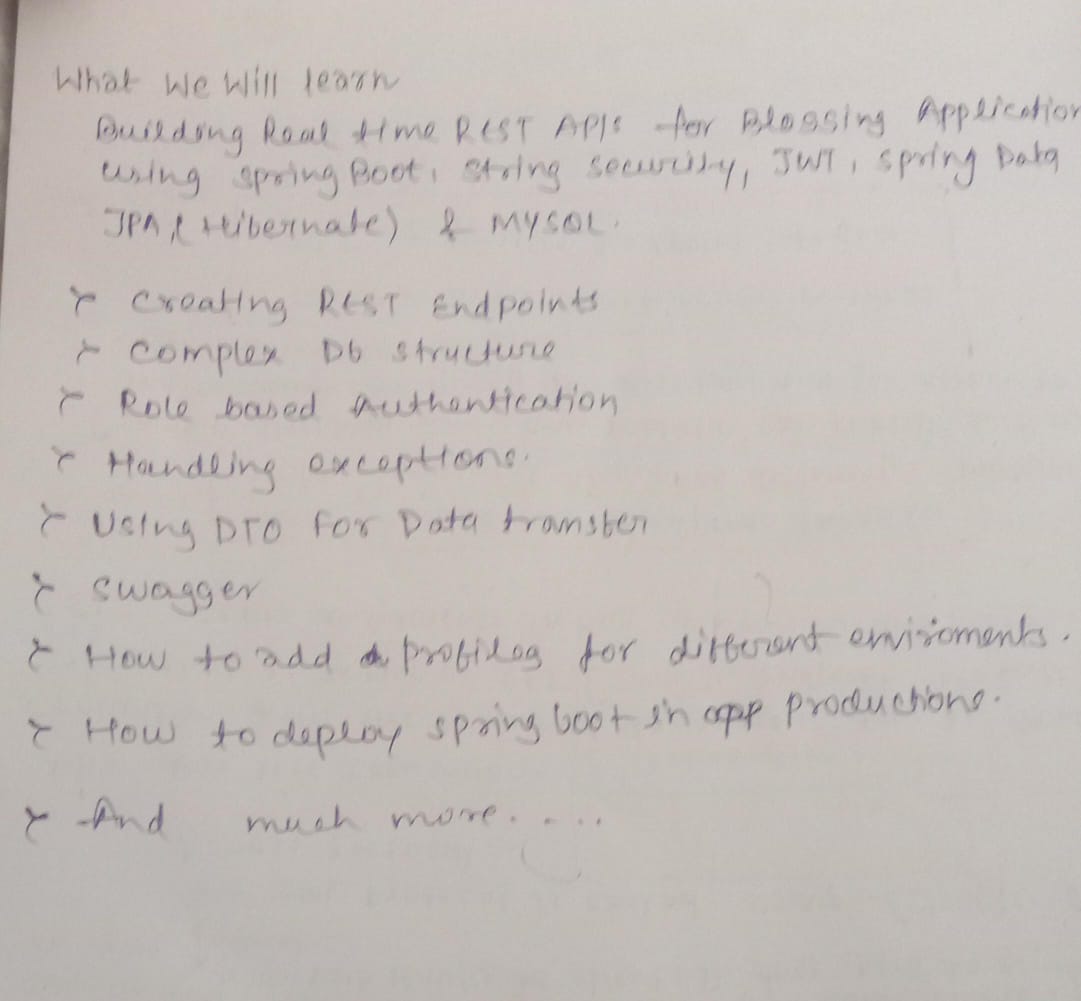 What We Will learn
Building Real time REST APIs for Blogging Application
using spring Boot, String Security, JWT, spring Data
JPA (Hibernate) & MYSQL.
Creating REST Endpoints
Complex Db structure
Role based Authentication
Handling exceptions.
Using DTO for Data transfer
Swagger
How to add profiles for different enviroments.
How to deploy spring boot in app productions.
And much more.....